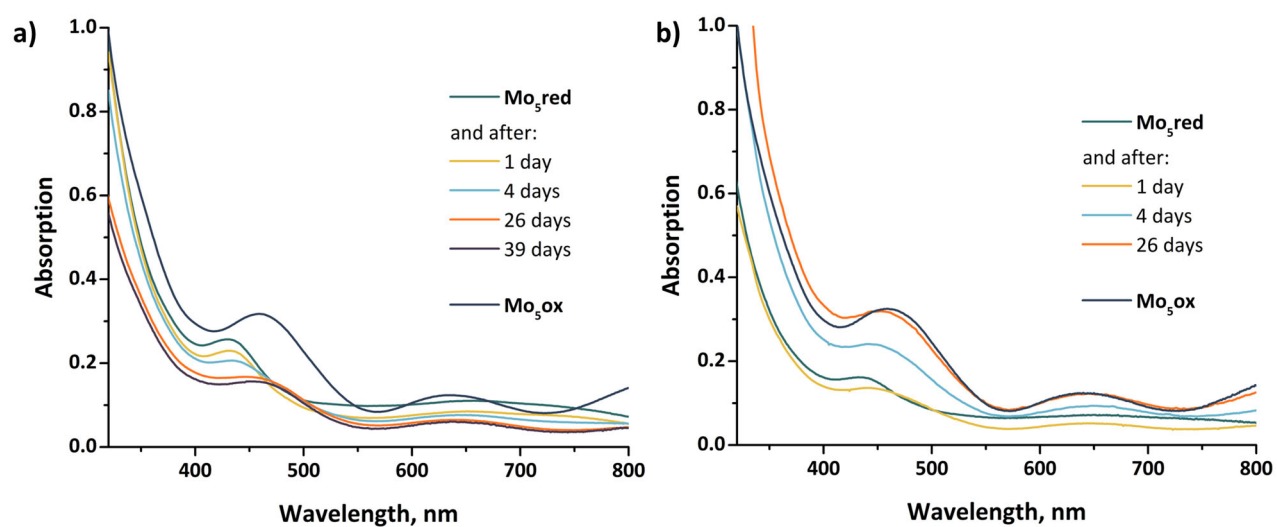 a)
1.0
0.8
0.6
0.4
0.2
0.0
Absorption
400
500
600
700
800
Wavelength, nm
Mo₅red
and after:
1 day
4 days
26 days
39 days
Mo₅ox
b)
1.0
0.8
0.6
0.4
0.2
0.0
Absorption
400
500
600
700
800
Wavelength, nm
Mo₅red
and after:
1 day
4 days
26 days
Mo₅ox